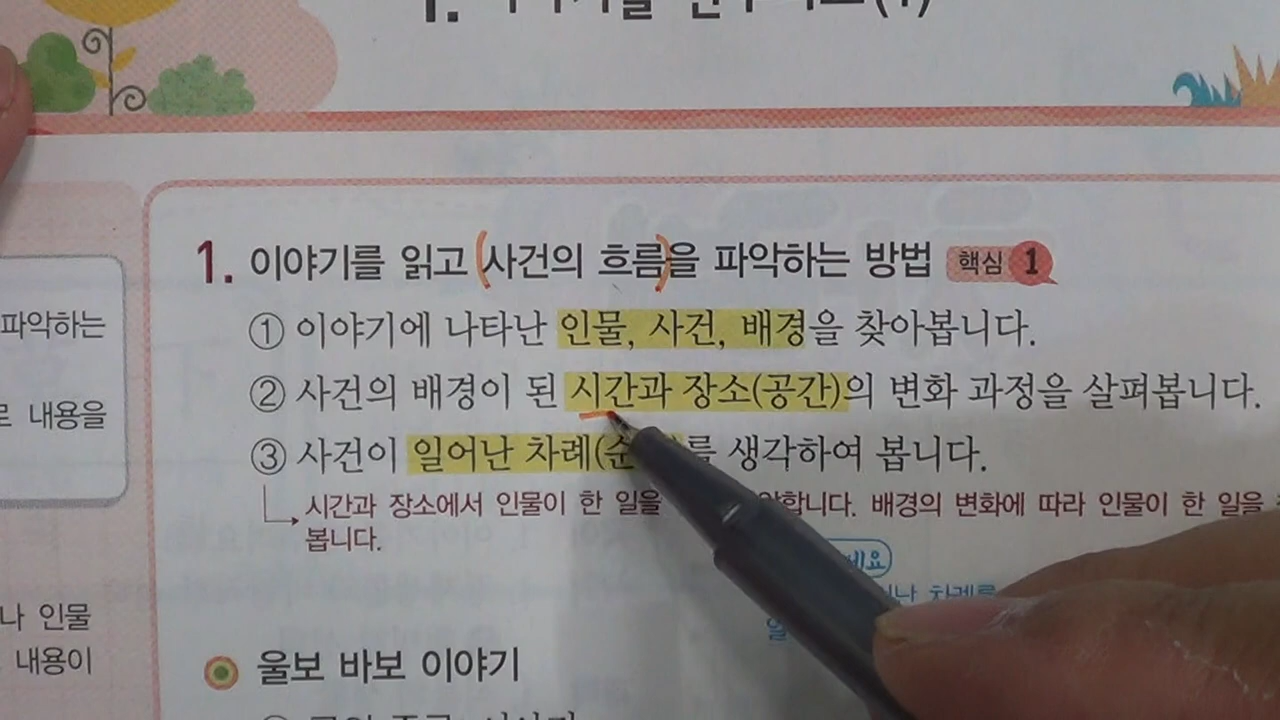 1.
1. 이야기를 읽고 (사건의 흐름)을 파악하는 방법 핵심 1
① 이야기에 나타난 인물, 사건, 배경을 찾아봅니다.
② 사건의 배경이 된 시간과 장소(공간)의 변화 과정을 살펴봅니다.
③ 사건이 일어난 차례(순 를 생각하여 봅니다.
시간과 장소에서 인물이 한 일을 합니다. 배경의 변화에 따라 인물이 한 일을
봅니다.
세요
차례를
울보 바보 이야기
파악하는
내용을
나 인물
내용이